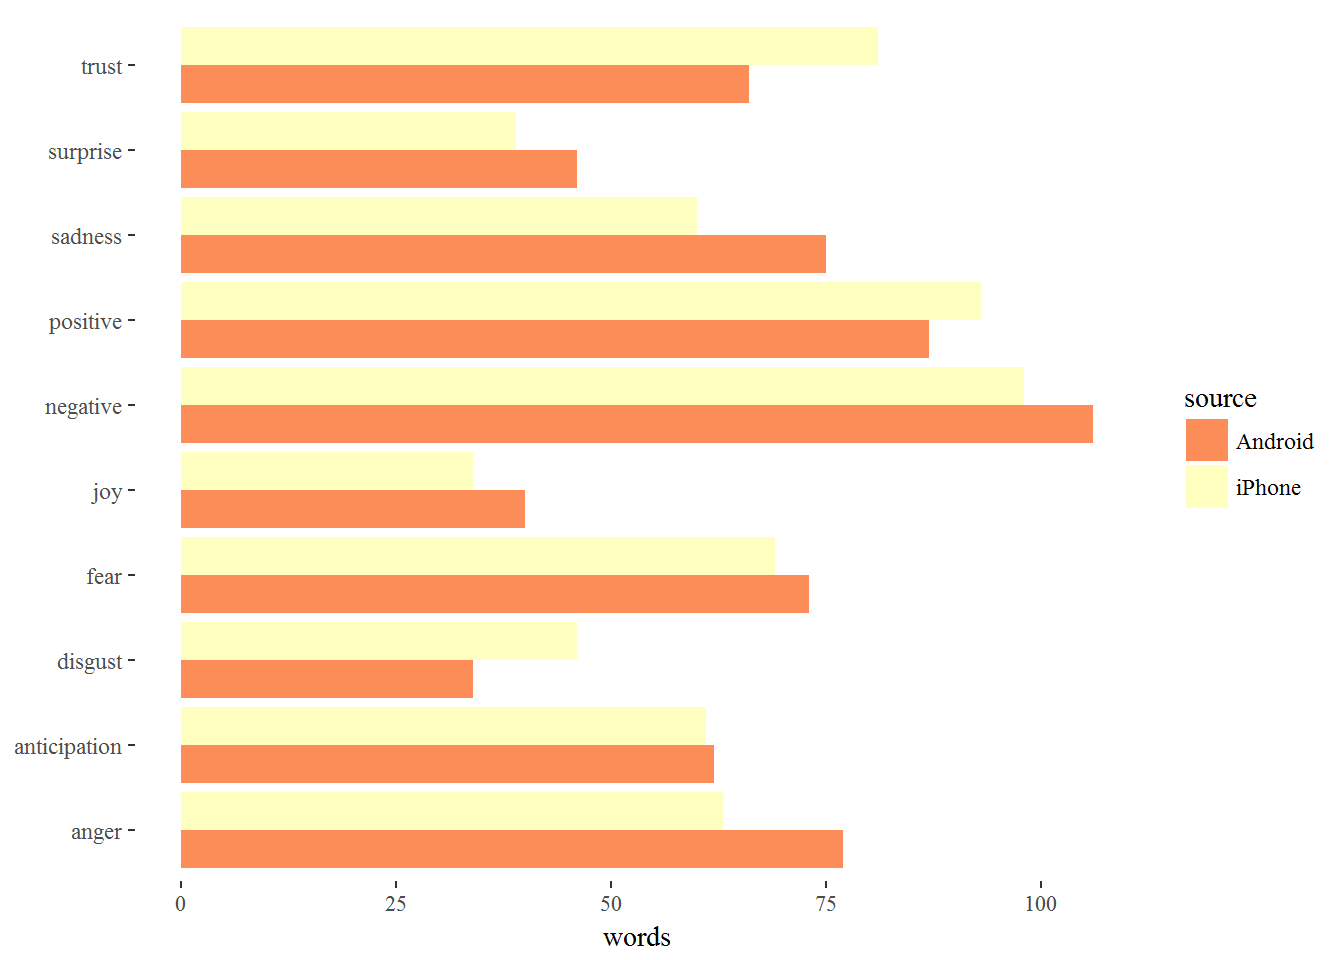 trust
surprise
sadness
positive
negative
joy
fear
disgust
anticipation
anger
0 25 50 75 100
words
source
Android
iPhone